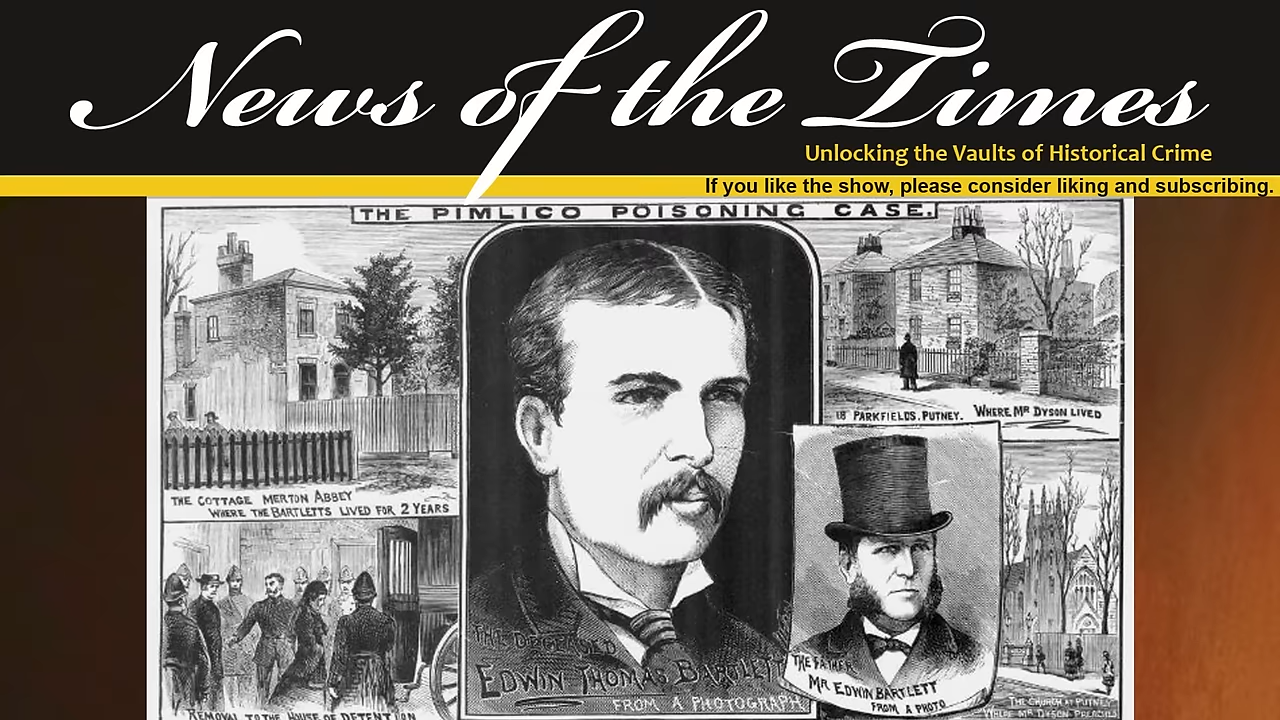 News of the Times
Unlocking the Vaults of Historical Crime
If you like the show, please consider liking and subscribing.
THE PIMLICO POISONING CASE.
THE COTTAGE MERTON ABBEY
WHERE THE BARTLETTS LIVED FOR 2 YEARS
18 PARKFIELDS. PUTNEY. WHERE MR DYSON LIVED
THE DECEASED
EDWIN THOMAS BARTLETT
FROM A PHOTOGRAPH
THE FATHER
MR EDWIN BARTLETT
FROM A PHOTO
THE CHURCH AT PUTNEY
WHERE MR DYSON PREACHES
REMOVAL TO THE HOUSE OF DETENTION